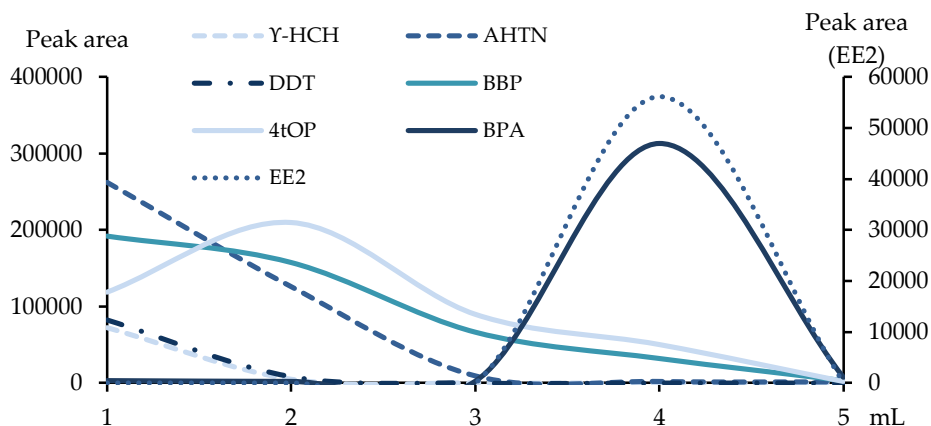 Peak area
Peak area
(EE2)
ϒ-HCH
AHTN
DDT
BBP
4tOP
BPA
EE2
400000
300000
200000
100000
0
60000
50000
40000
30000
20000
10000
0
1 2 3 4 5 mL